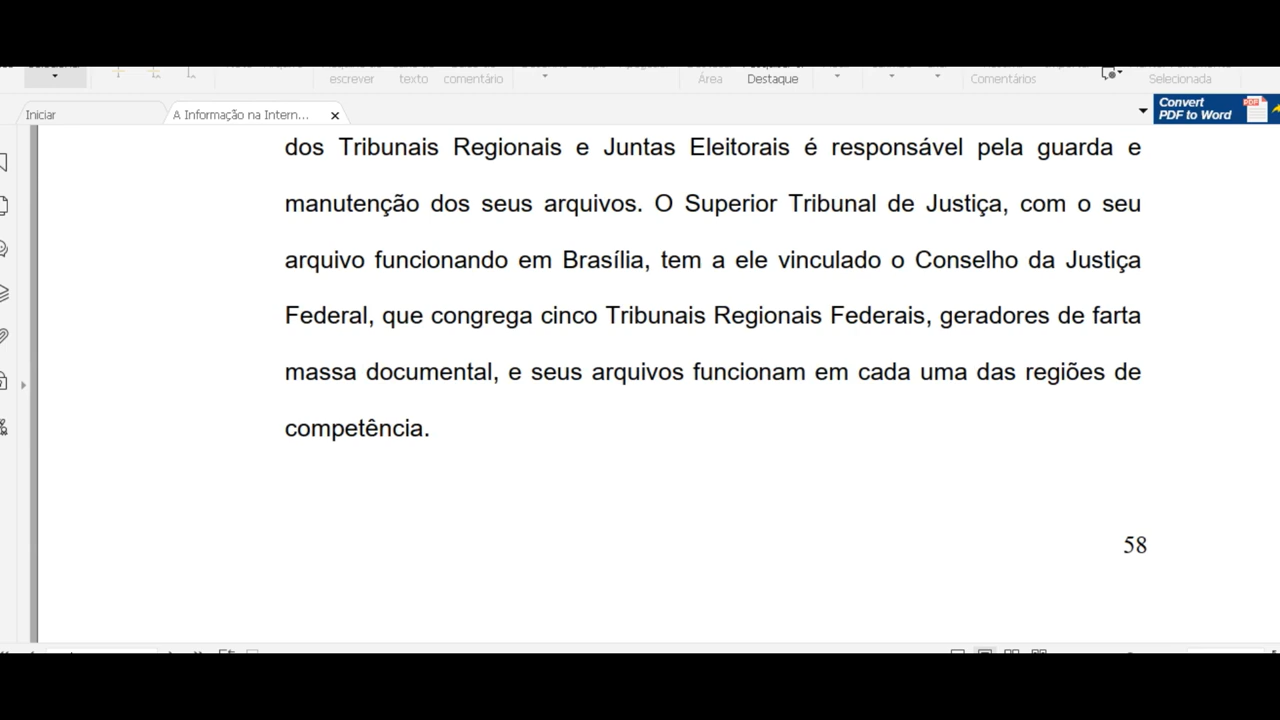 escrever texto comentário Área Destaque Comentários Selecionada
Iniciar A Informação na Intern... Convert PDF to Word
dos Tribunais Regionais e Juntas Eleitorais é responsável pela guarda e
manutenção dos seus arquivos. O Superior Tribunal de Justiça, com o seu
arquivo funcionando em Brasília, tem a ele vinculado o Conselho da Justiça
Federal, que congrega cinco Tribunais Regionais Federais, geradores de farta
massa documental, e seus arquivos funcionam em cada uma das regiões de
competência.
58